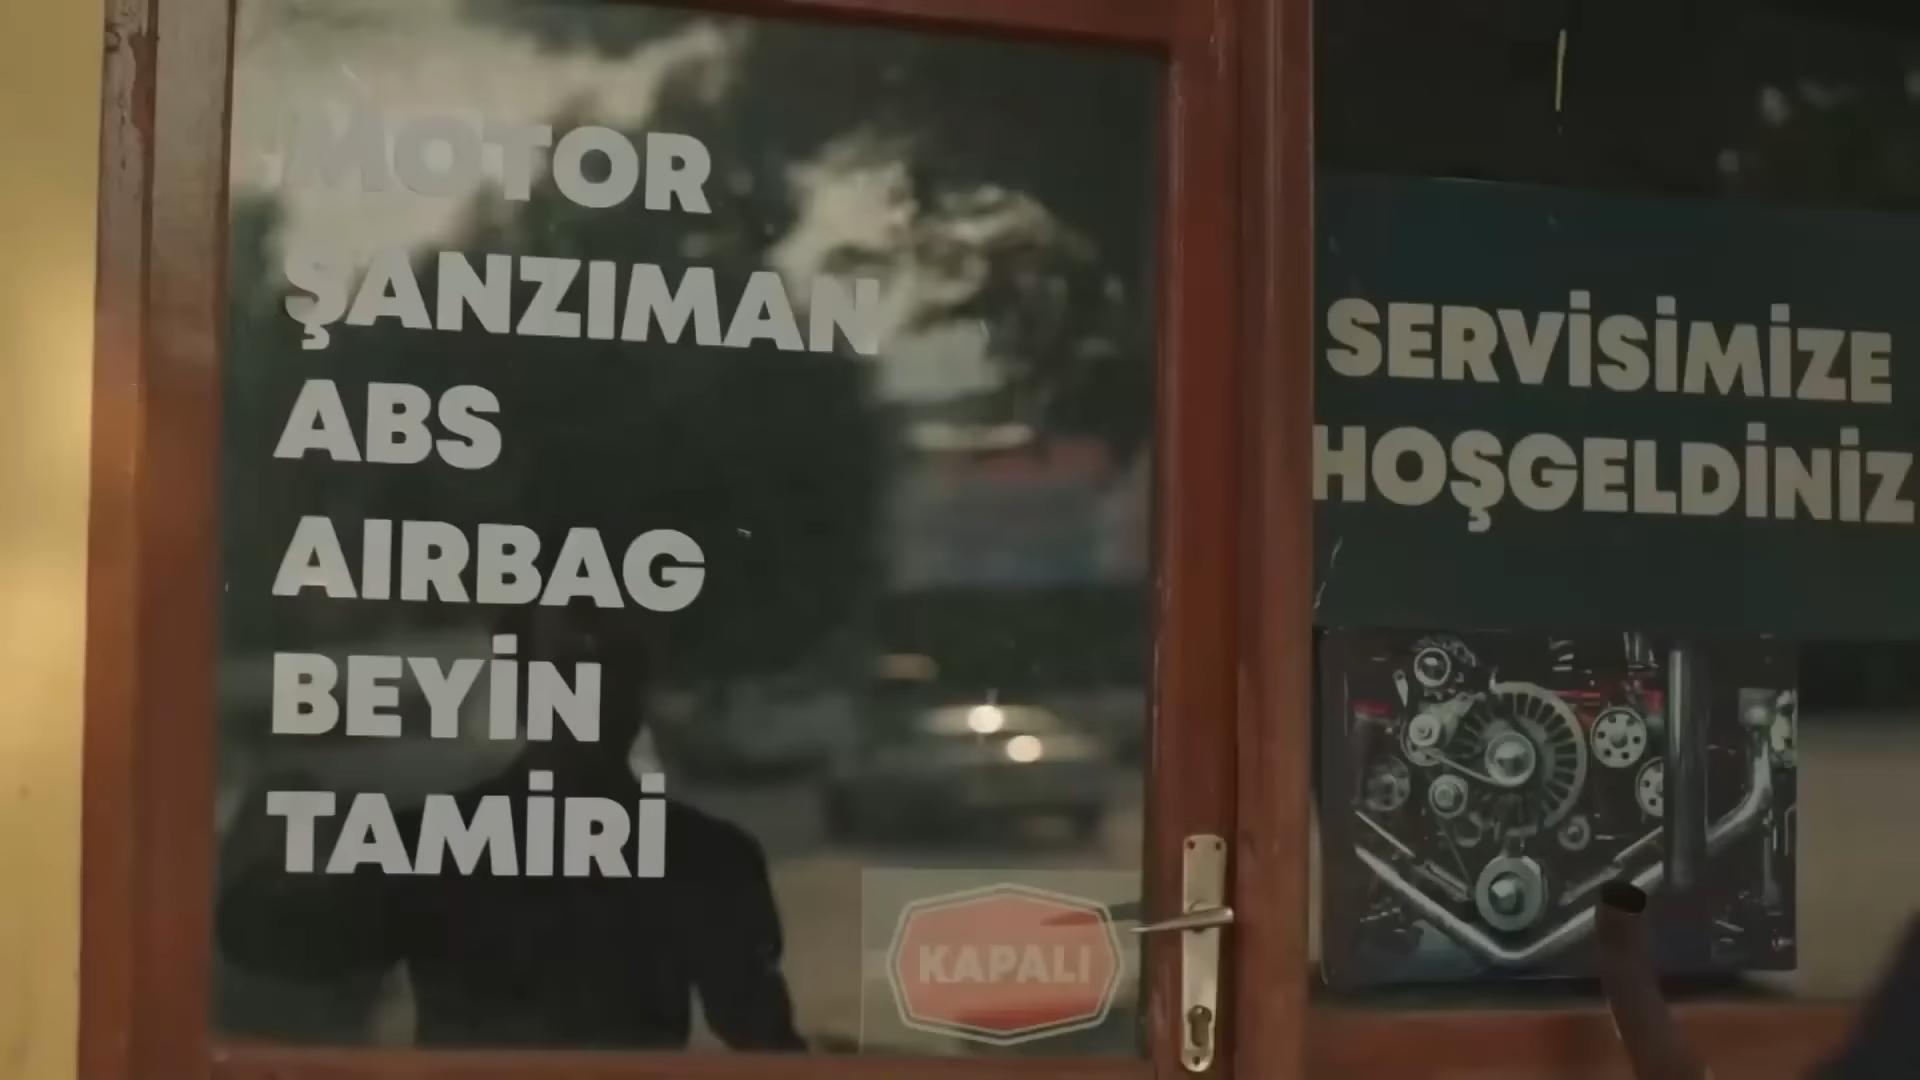 MOTOR
ŞANZIMAN
ABS
AIRBAG
BEYİN
TAMİRİ
KAPALI
SERVİSİMİZE
HOŞGELDİNİZ